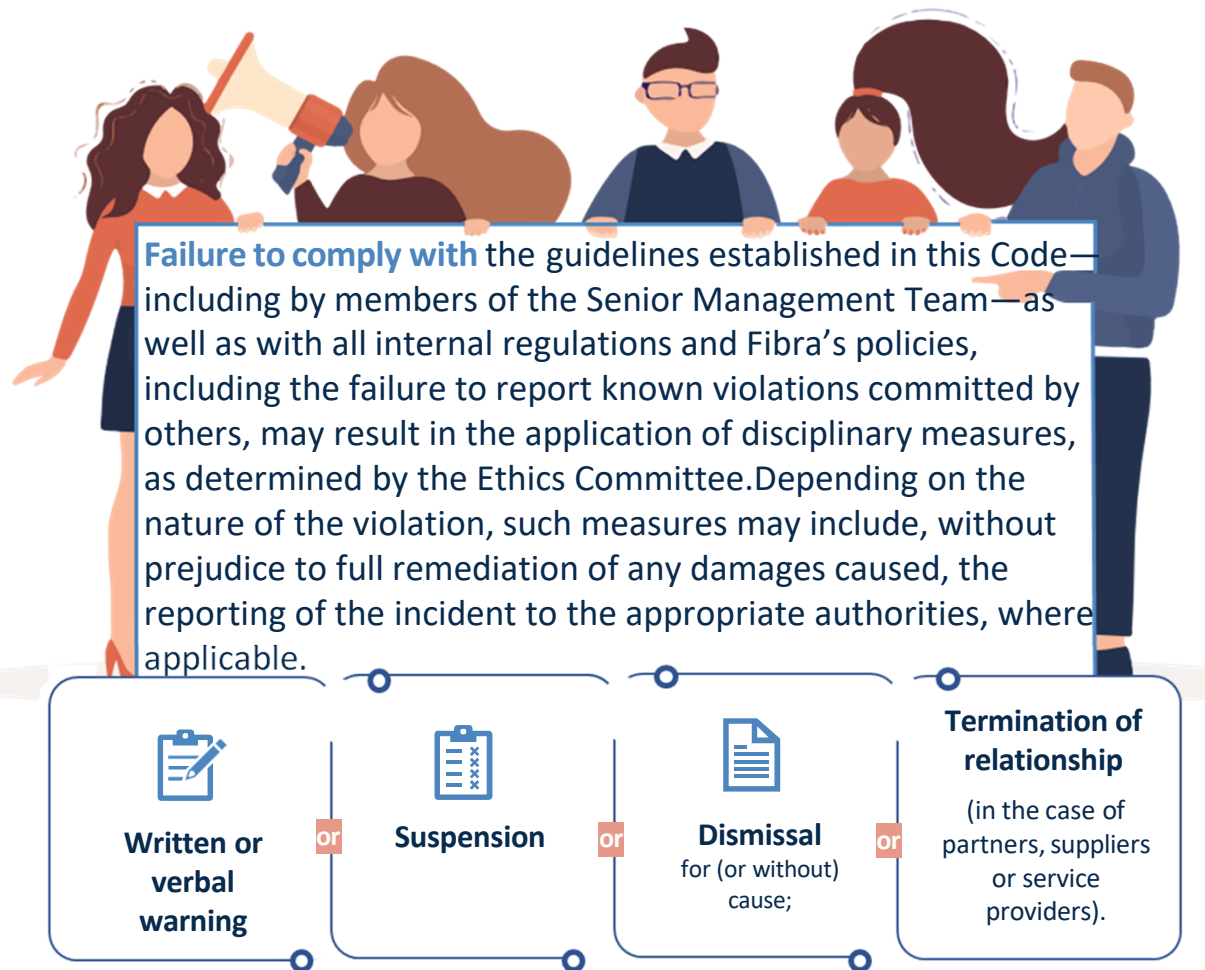 Failure to comply with the guidelines established in this Code—
including by members of the Senior Management Team—as
well as with all internal regulations and Fibra’s policies,
including the failure to report known violations committed by
others, may result in the application of disciplinary measures,
as determined by the Ethics Committee.Depending on the
nature of the violation, such measures may include, without
prejudice to full remediation of any damages caused, the
reporting of the incident to the appropriate authorities, where
applicable.
Written or
verbal
warning
or
Suspension
or
Dismissal
for (or without)
cause;
or
Termination of
relationship
(in the case of
partners, suppliers
or service
providers).